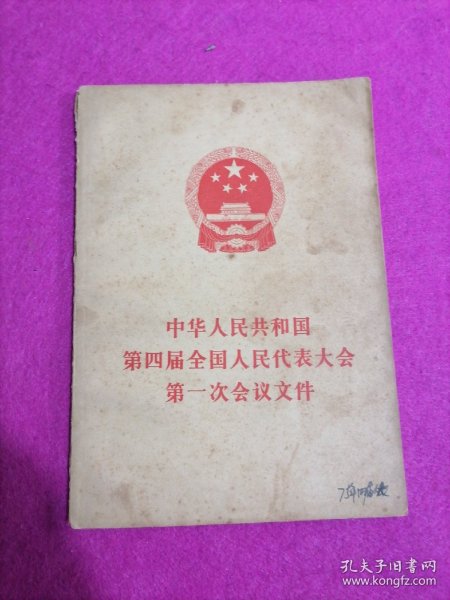 中华人民共和国
第四届全国人民代表大会
第一次会议文件
孔夫子旧书网
www.kongfz.com